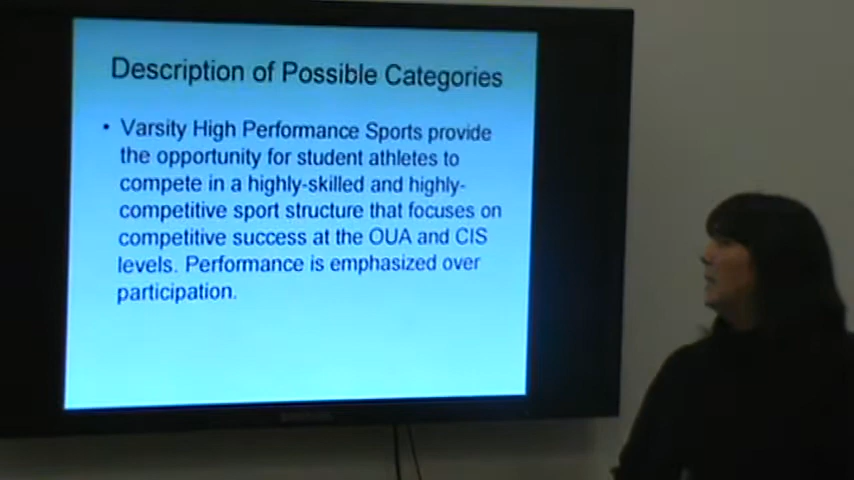 Description of Possible Categories
• Varsity High Performance Sports provide
the opportunity for student athletes to
compete in a highly-skilled and highly-
competitive sport structure that focuses on
competitive success at the OUA and CIS
levels. Performance is emphasized over
participation.